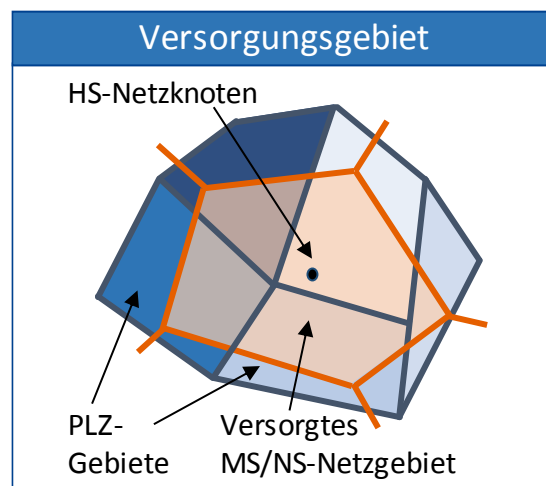 Versorgungsgebiet
HS-Netzknoten
PLZ-
Gebiete
Versorgtes
MS/NS-Netzgebiet